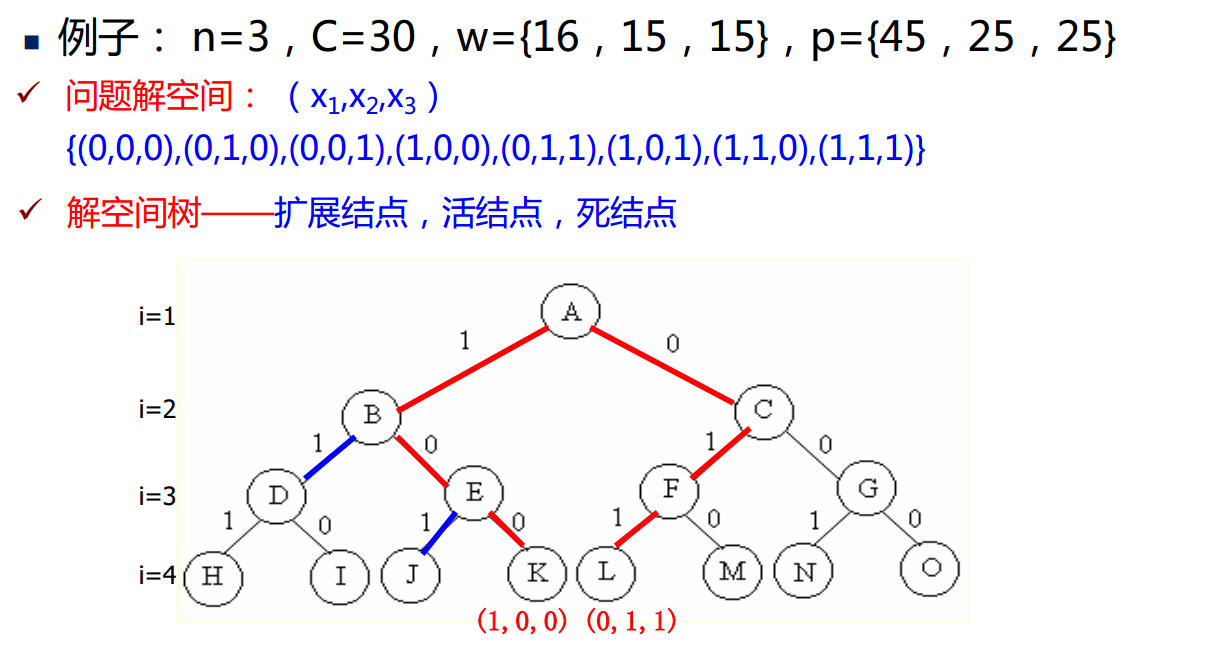 例子： n=3，C=30，w={16，15，15}，p={45，25，25}
问题解空间：（x1,x2,x3）
{(0,0,0),(0,1,0),(0,0,1),(1,0,0),(0,1,1),(1,0,1),(1,1,0),(1,1,1)}
解空间树——扩展结点，活结点，死结点
i=1 A
1 0
i=2 B C
1 0 1 0
i=3 D E F G
1 0 1 0 1 0 1 0
i=4 H I J K L M N O
(1,0,0) (0,1,1)